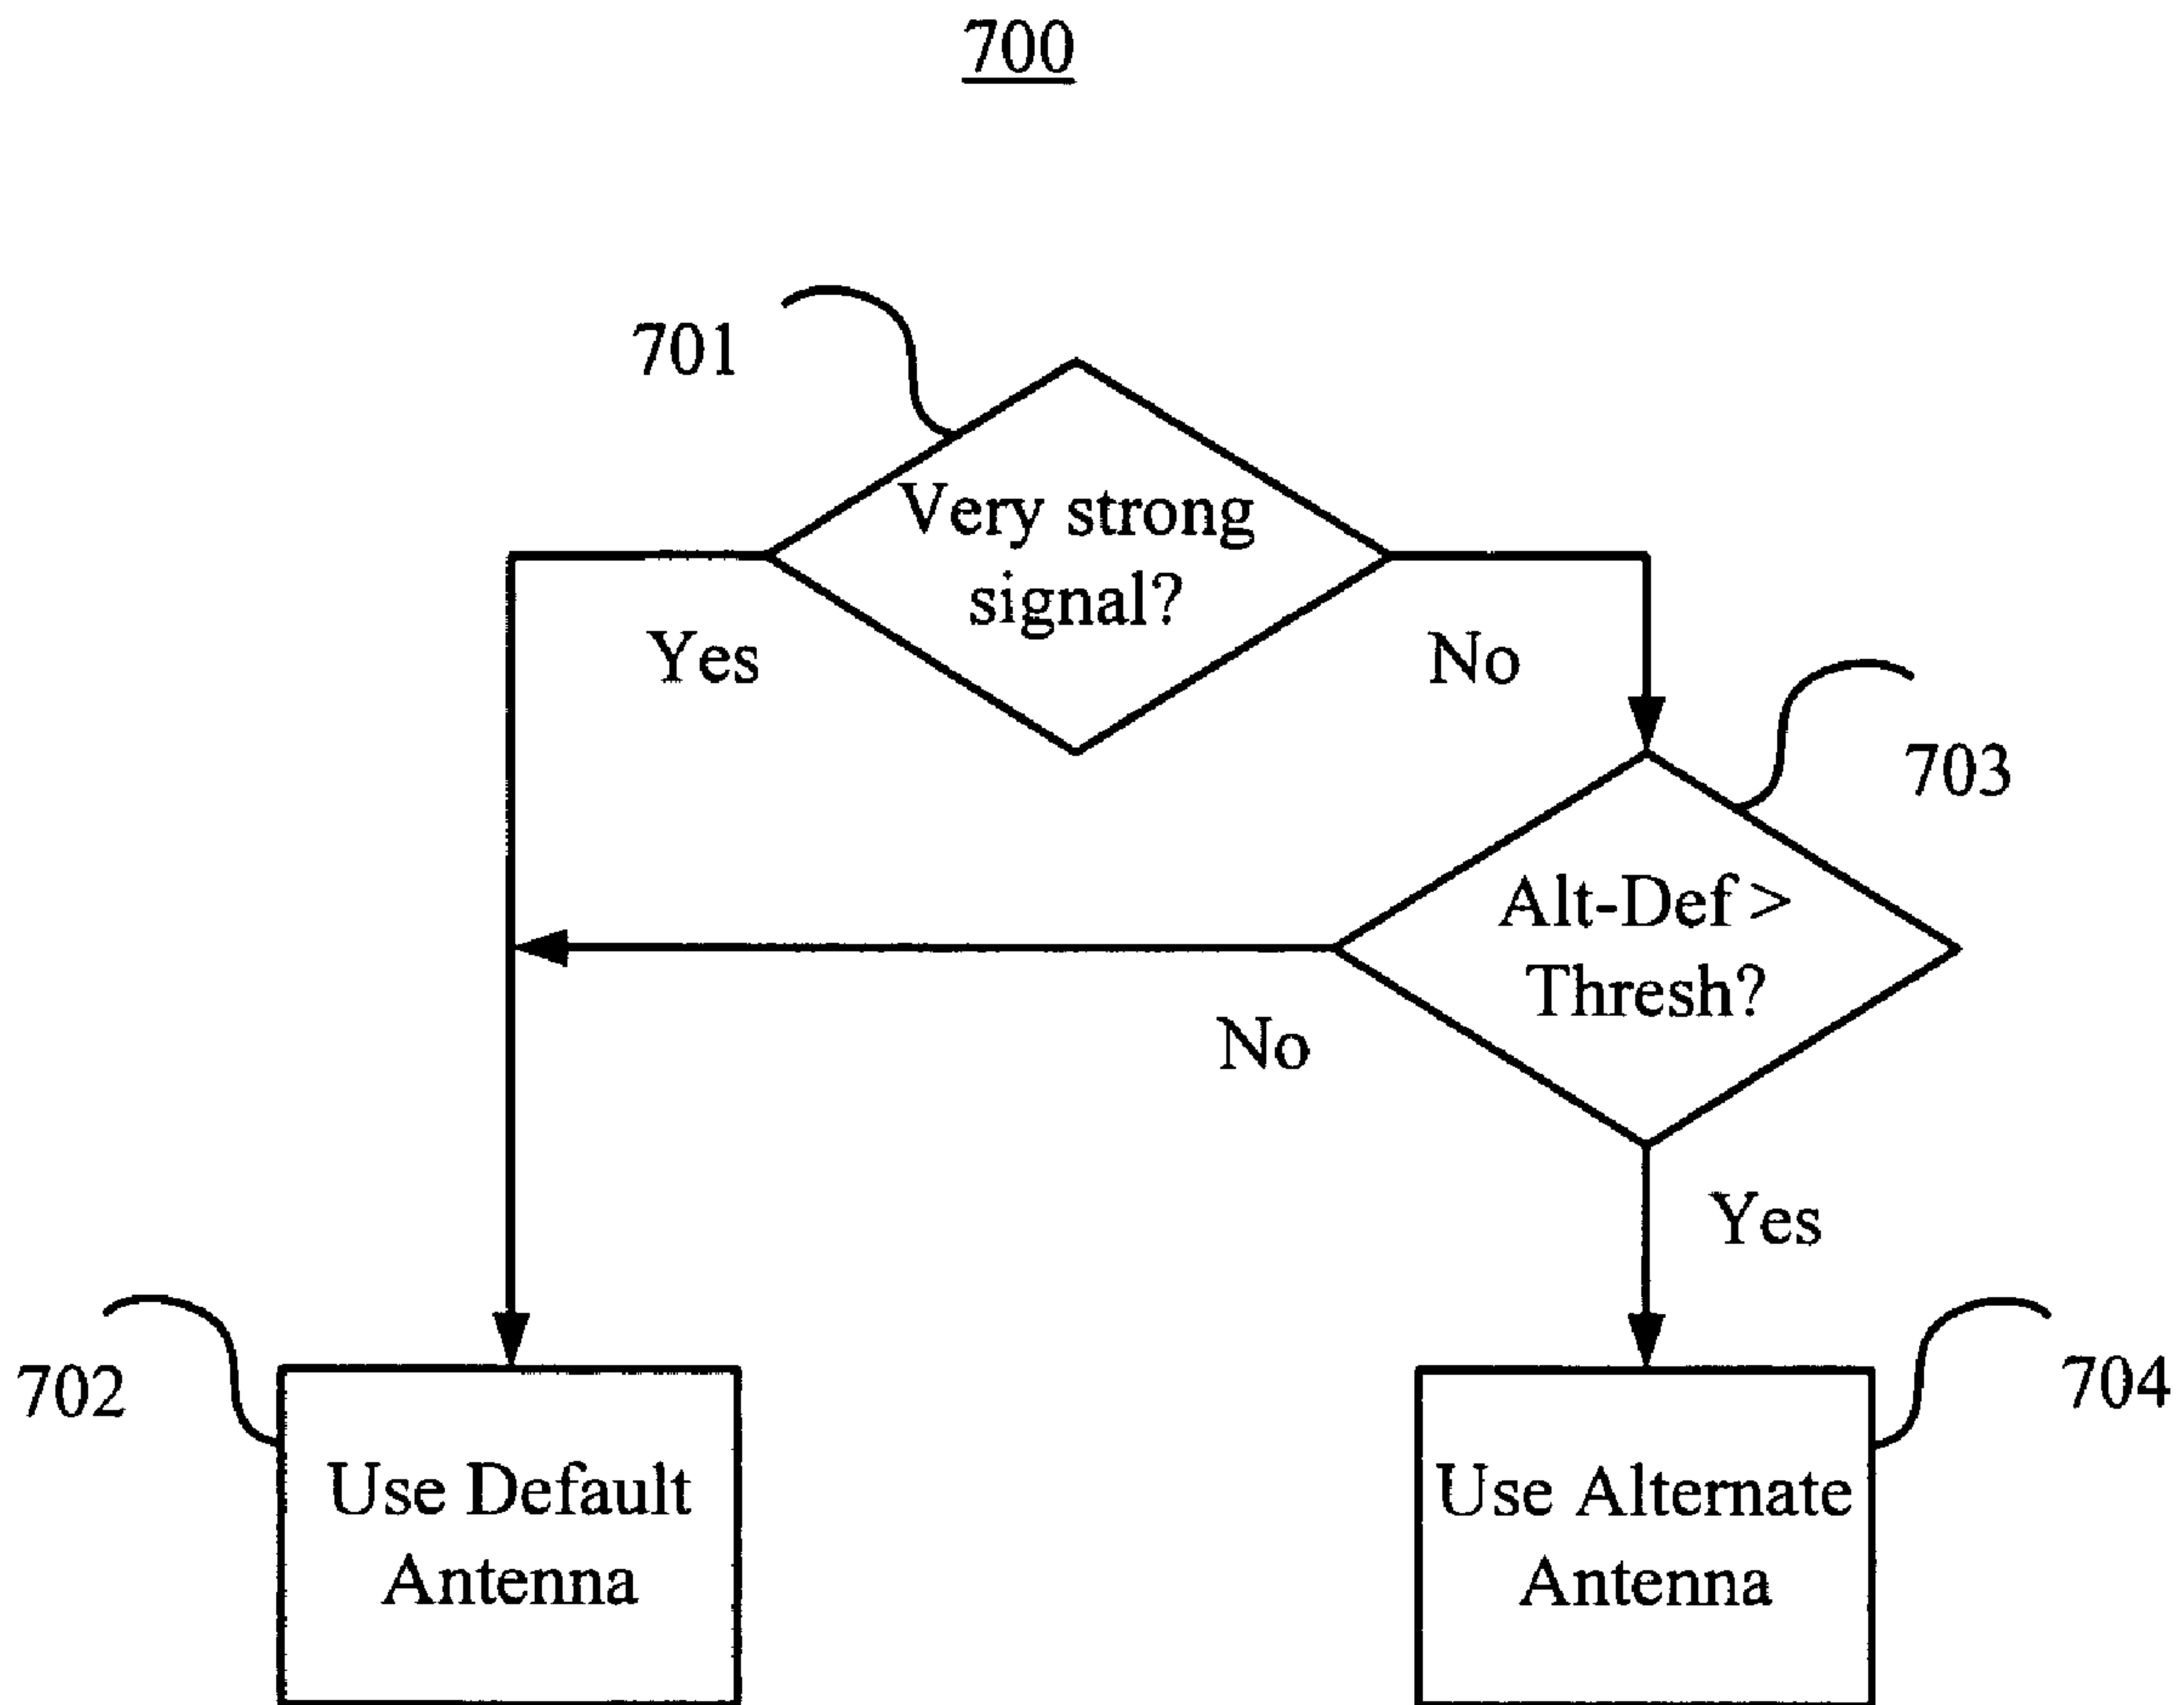 700
701
Very strong
signal?
Yes
No
703
Alt-Def >
Thresh?
No
Yes
702
Use Default
Antenna
Use Alternate
Antenna
704